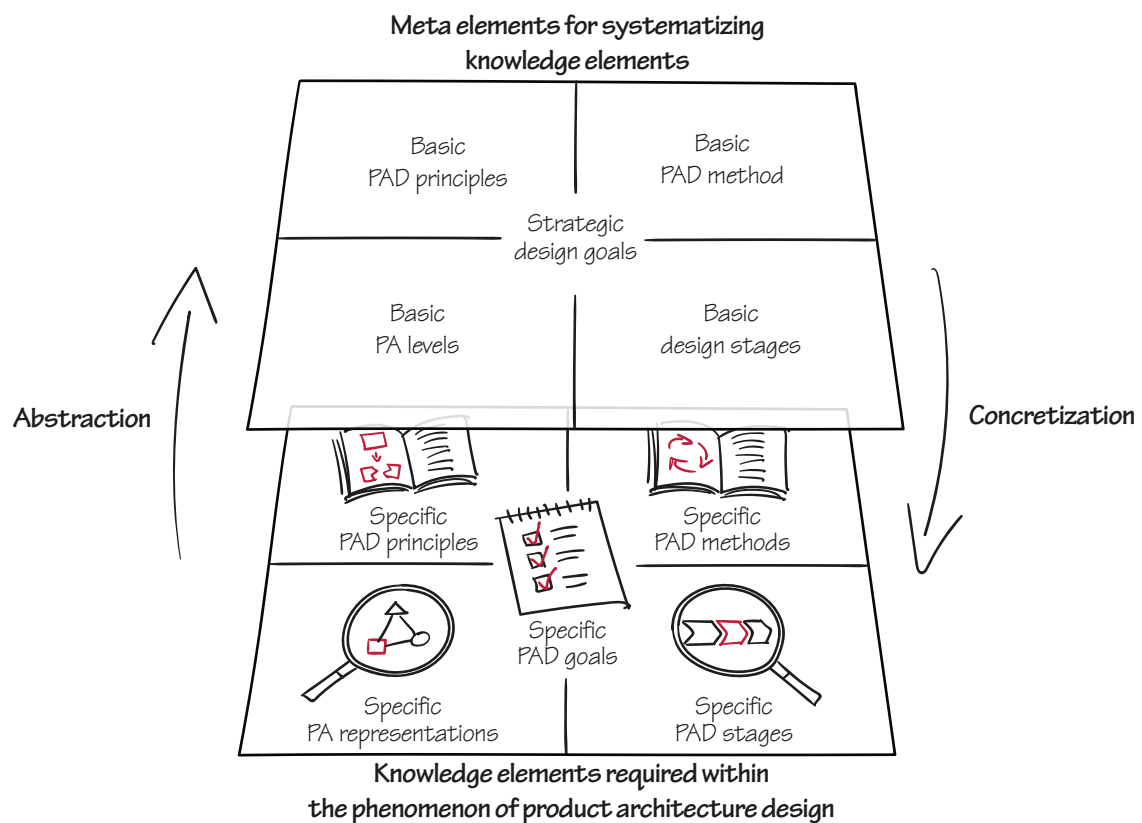 Meta elements for systematizing
knowledge elements
Basic
PAD principles
Basic
PAD method
Strategic
design goals
Basic
PA levels
Basic
design stages
Abstraction
Concretization
Specific
PAD principles
Specific
PAD methods
Specific
PAD goals
Specific
PA representations
Specific
PAD stages
Knowledge elements required within
the phenomenon of product architecture design